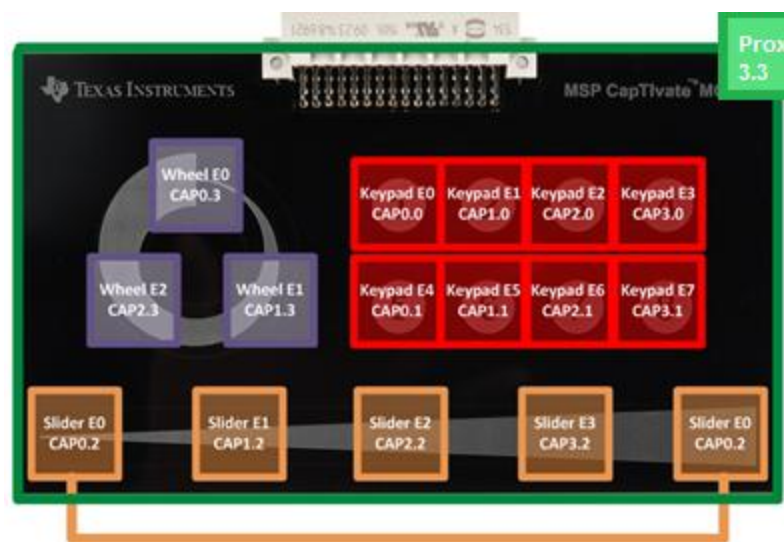 Prox
3.3
TEXAS INSTRUMENTS
MSP CapTIvate™
Wheel E0
CAP0.3
Wheel E2
CAP2.3
Wheel E1
CAP1.3
Keypad E0
CAP0.0
Keypad E1
CAP1.0
Keypad E2
CAP2.0
Keypad E3
CAP3.0
Keypad E4
CAP0.1
Keypad E5
CAP1.1
Keypad E6
CAP2.1
Keypad E7
CAP3.1
Slider E0
CAP0.2
Slider E1
CAP1.2
Slider E2
CAP2.2
Slider E3
CAP3.2
Slider E0
CAP0.2